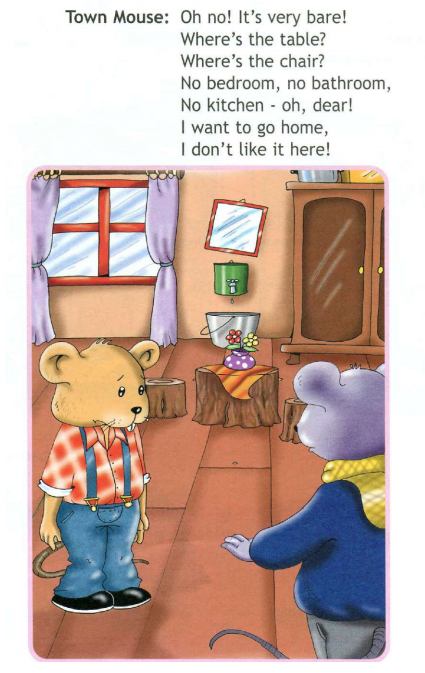 Town Mouse: Oh no! It's very bare!
Where's the table?
Where's the chair?
No bedroom, no bathroom,
No kitchen - oh, dear!
I want to go home,
I don't like it here!